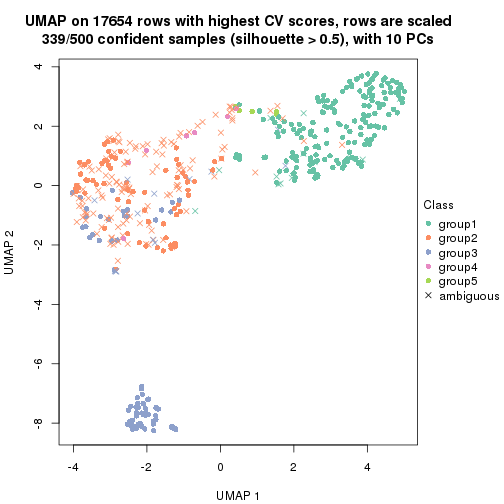 UMAP on 17654 rows with highest CV scores, rows are scaled
339/500 confident samples (silhouette > 0.5), with 10 PCs
4
2
0
-2
-4
-6
-8
UMAP 2
-4
-2
0
2
4
UMAP 1
Class
group1
group2
group3
group4
group5
ambiguous